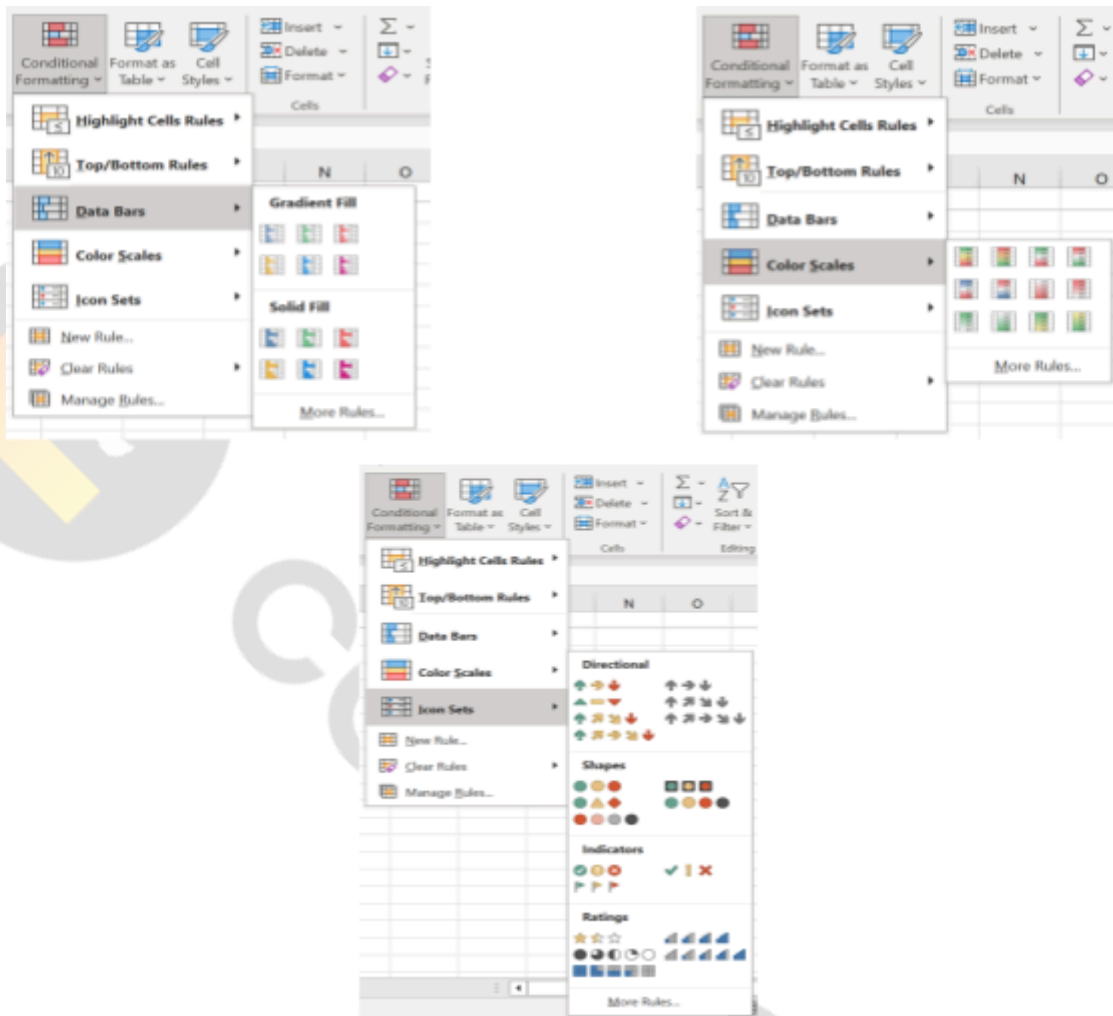 Insert
Delete
Format
Conditional Formatting
Format as Table
Cell Styles
Cells
Highlight Cells Rules
Top/Bottom Rules
Data Bars
Color Scales
Icon Sets
New Rule...
Clear Rules
Manage Rules...
N O
Gradient Fill
Solid Fill
More Rules...
Insert
Delete
Format
Conditional Formatting
Format as Table
Cell Styles
Cells
Highlight Cells Rules
Top/Bottom Rules
Data Bars
Color Scales
Icon Sets
New Rule...
Clear Rules
Manage Rules...
N O
More Rules...
Insert
Delete
Format
Conditional Formatting
Format as Table
Cell Styles
Sort & Filter
Cells
Editing
Highlight Cells Rules
Top/Bottom Rules
Data Bars
Color Scales
Icon Sets
New Rule...
Clear Rules
Manage Rules...
N O
Directional
Shapes
Indicators
Ratings
More Rules...